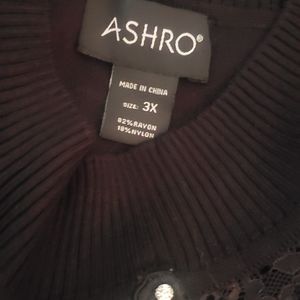 ASHRO®
MADE IN CHINA
SIZE: 3X
82% RAYON
18% NYLON